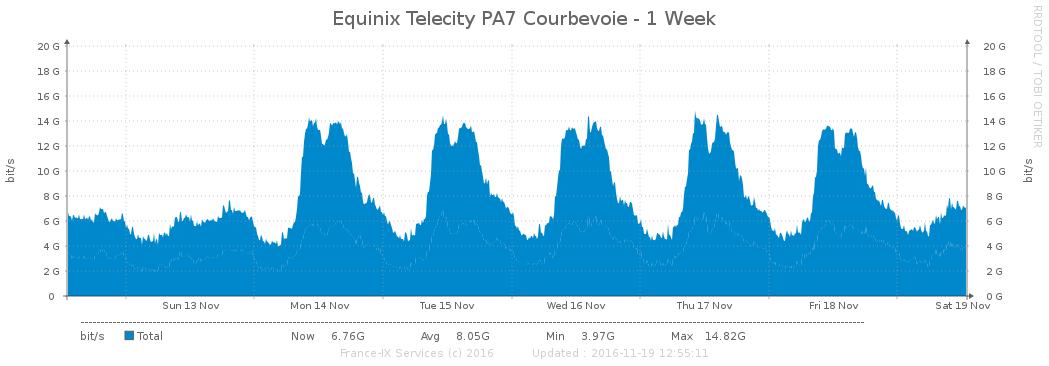 Equinix Telecity PA7 Courbevoie - 1 Week
RRDTOOL / TOBI OETIKER
20 G 20 G
18 G 18 G
16 G 16 G
14 G 14 G
12 G 12 G
10 G 10 G
8 G 8 G
6 G 6 G
4 G 4 G
2 G 2 G
0 0 G
bit/s bit/s
Sun 13 Nov Mon 14 Nov Tue 15 Nov Wed 16 Nov Thu 17 Nov Fri 18 Nov Sat 19 Nov
bit/s Total Now 6.76G Avg 8.05G Min 3.97G Max 14.82G
France-IX Services (c) 2016 Updated : 2016-11-19 12:55:11